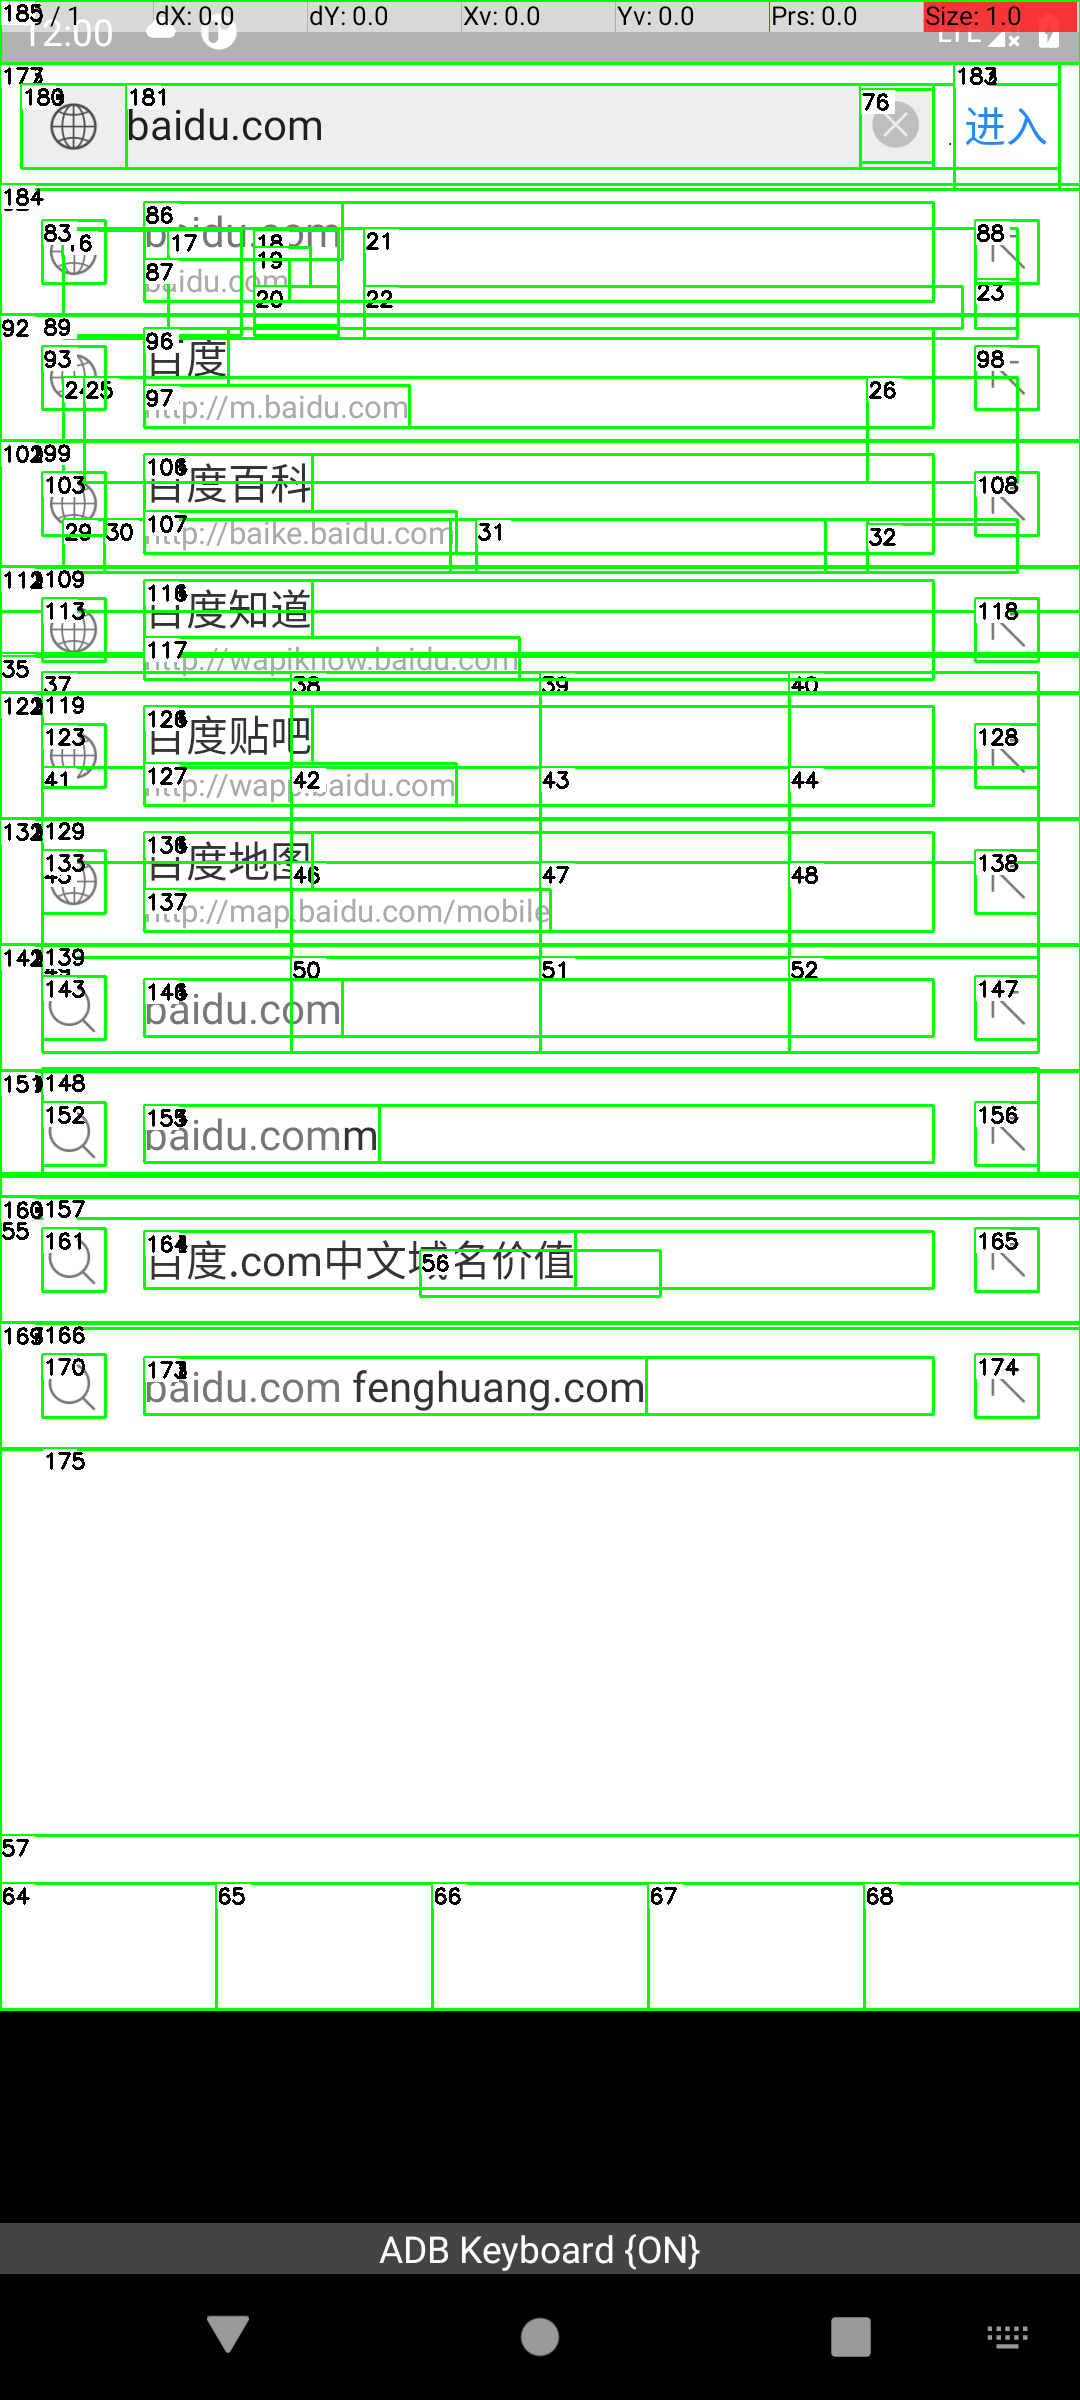 / 1 dX: 0.0 dY: 0.0 Xv: 0.0 Yv: 0.0 Prs: 0.0 Size: 1.0
185
12:00 LTE
177 183
180 181 76
baidu.com 进入
184
86
baidu.com
83 16 17 18 21 88
19
87
baidu.com
20 22 23
92 89 96
百度
93 98
24 25 97 26
http://m.baidu.com
102 99 106
百度百科
103 108
29 30 107 31 32
http://baike.baidu.com
112 109 116
百度知道
113 118
117
http://wapiknow.baidu.com
35 37 38 39 40
122 119 126
百度贴吧
123 128
41 127 42 43 44
http://wapp.baidu.com
132 129 136
百度地图
133 138
45 46 47 48
137
http://map.baidu.com/mobile
142 139 50 51 52
143 146 147
baidu.com
151 148
152 155 156
baidu.comm
160 157
55 161 164 165
百度.com中文域名价值
56
169 166
170 173 174
baidu.com fenghuang.com
175
57
64 65 66 67 68
ADB Keyboard {ON}